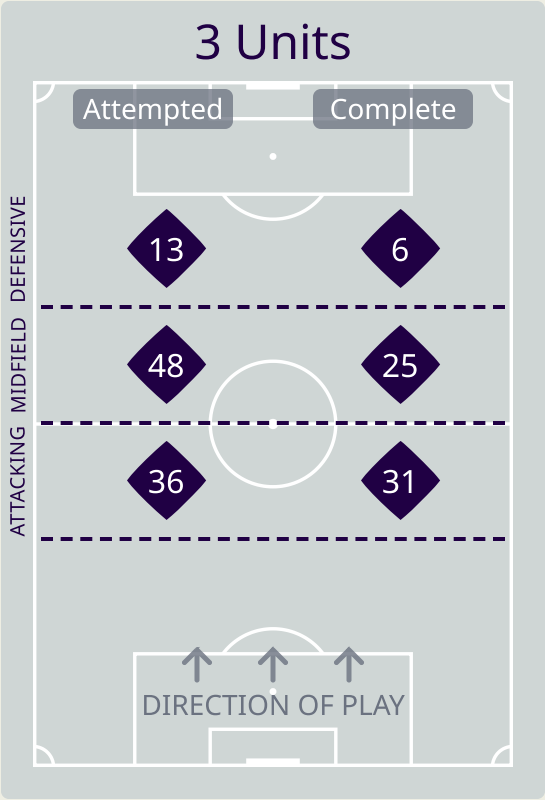 3 Units
Attempted Complete
DEFENSIVE
13 6
MIDFIELD
48 25
ATTACKING
36 31
DIRECTION OF PLAY